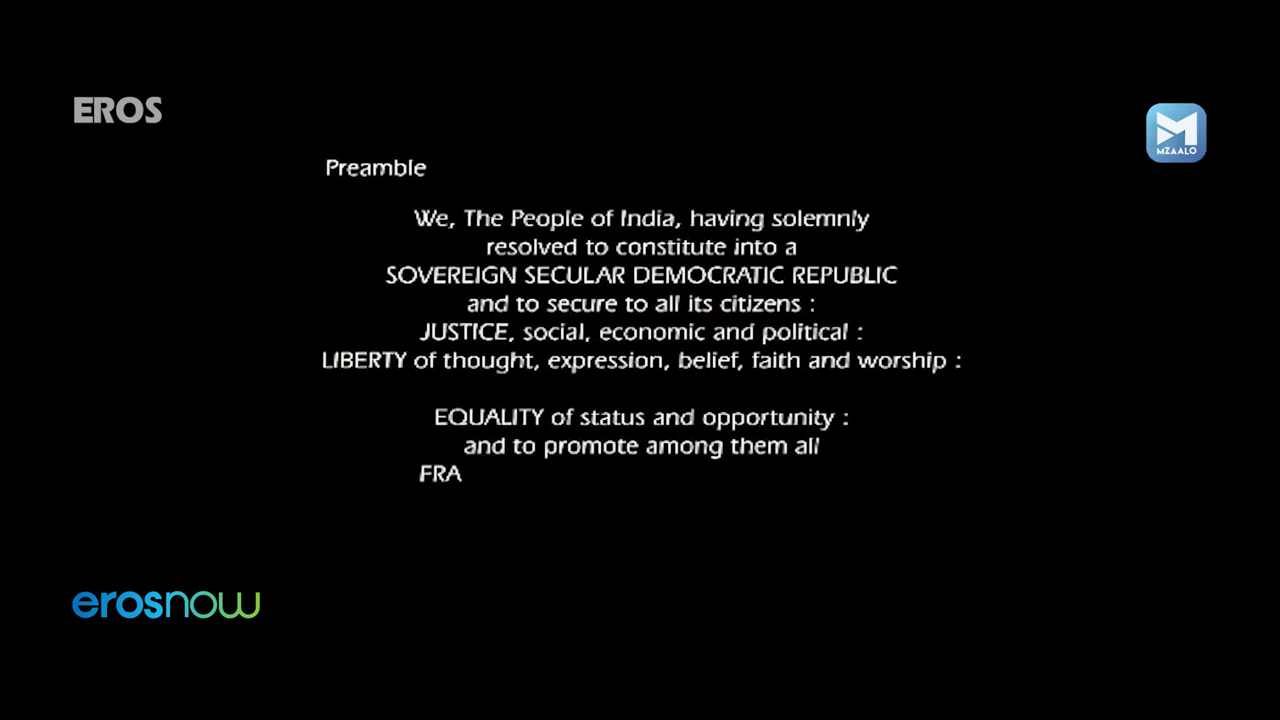 EROS
MZAALO
Preamble
We, The People of India, having solemnly
resolved to constitute into a
SOVEREIGN SECULAR DEMOCRATIC REPUBLIC
and to secure to all its citizens :
JUSTICE, social, economic and political :
LIBERTY of thought, expression, belief, faith and worship :
EQUALITY of status and opportunity :
and to promote among them all
FRA
erosnow